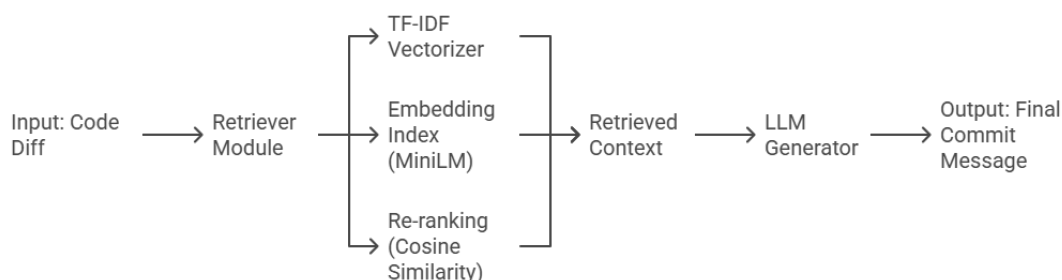 Input: Code
Diff
Retriever
Module
TF-IDF
Vectorizer
Embedding
Index
(MiniLM)
Re-ranking
(Cosine
Similarity)
Retrieved
Context
LLM
Generator
Output: Final
Commit
Message